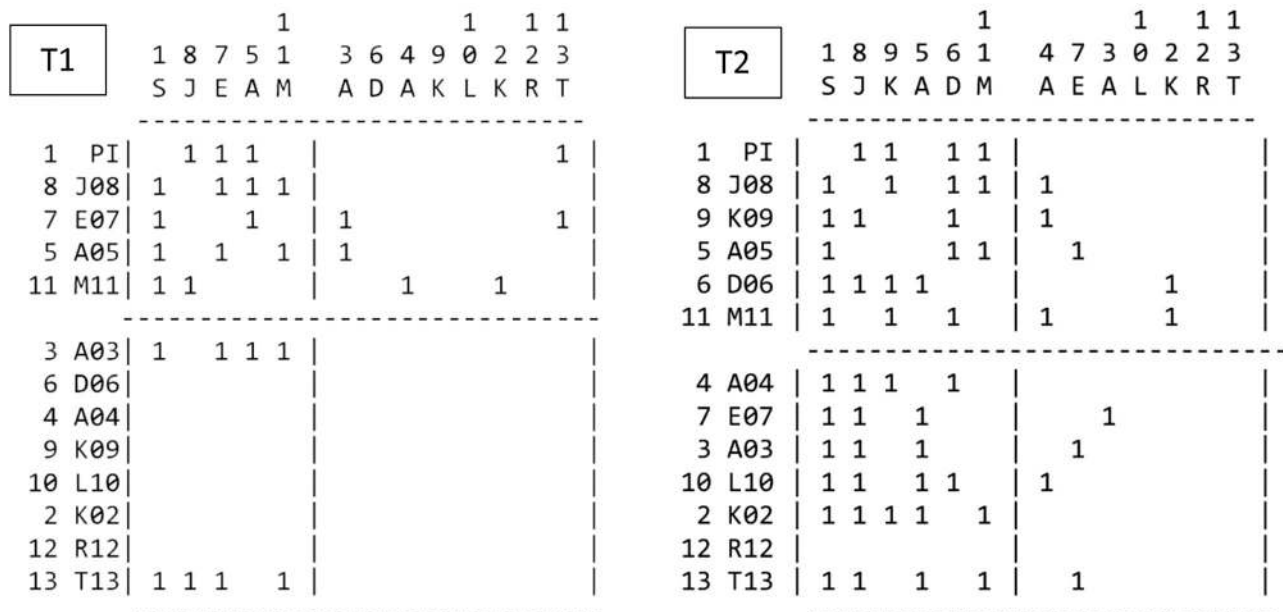 T1
1 1 1 1
1 8 7 5 1 3 6 4 9 0 2 2 3
S J E A M A D A K L K R T
1 PI| 1 1 1 | 1 |
8 J08| 1 1 1 1 | |
7 E07| 1 1 | 1 1 |
5 A05| 1 1 1 | 1 |
11 M11| 1 1 | 1 1 |
3 A03| 1 1 1 1 | |
6 D06| | |
4 A04| | |
9 K09| | |
10 L10| | |
2 K02| | |
12 R12| | |
13 T13| 1 1 1 1 | |
T2
1 1 1 1
1 8 9 5 6 1 4 7 3 0 2 2 3
S J K A D M A E A L K R T
1 PI | 1 1 1 1 | |
8 J08 | 1 1 1 1 | 1 |
9 K09 | 1 1 1 | 1 |
5 A05 | 1 1 1 | 1 |
6 D06 | 1 1 1 1 | 1 |
11 M11 | 1 1 1 | 1 1 |
4 A04 | 1 1 1 1 | |
7 E07 | 1 1 1 | 1 |
3 A03 | 1 1 1 | 1 |
10 L10 | 1 1 1 1 | 1 |
2 K02 | 1 1 1 1 1 | |
12 R12 | | |
13 T13 | 1 1 1 1 | 1 |